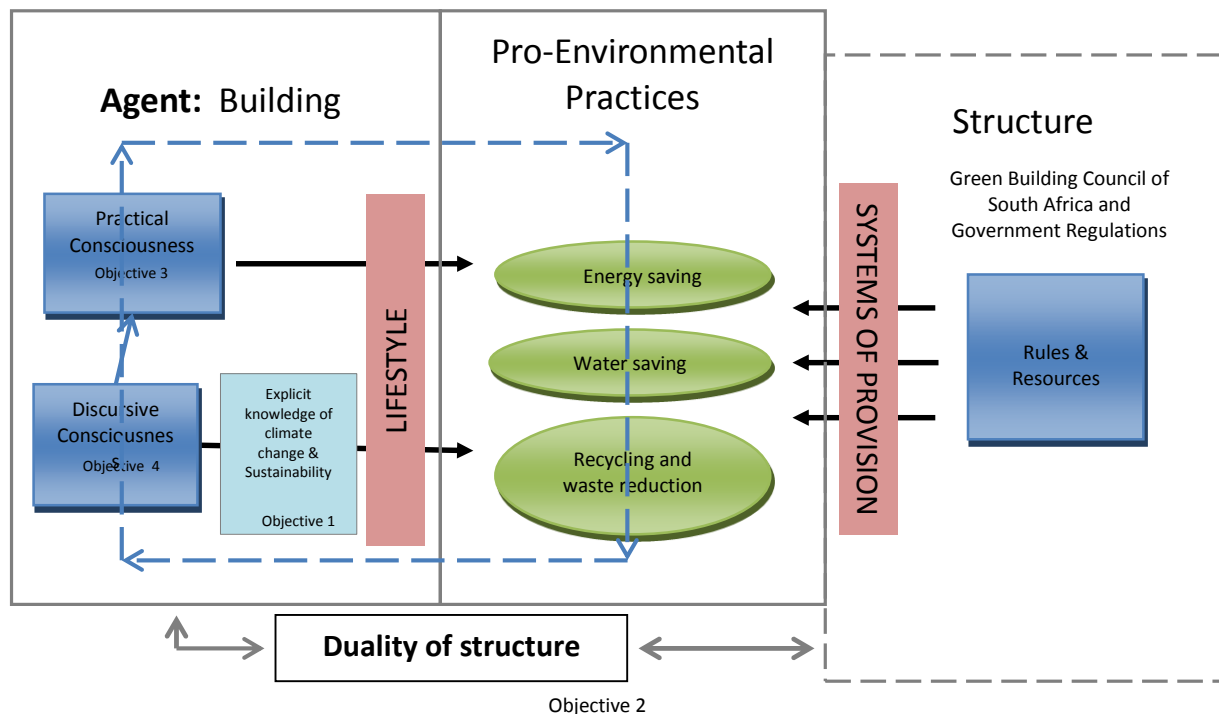 Agent: Building
Pro-Environmental
Practices
Structure
Green Building Council of
South Africa and
Government Regulations
Practical
Consciousness
Objective 3
Discursive
Consciousnes
s
Objective 4
Explicit
knowledge of
climate
change &
Sustainability
Objective 1
LIFESTYLE
Energy saving
Water saving
Recycling and
waste reduction
SYSTEMS OF PROVISION
Rules &
Resources
Duality of structure
Objective 2